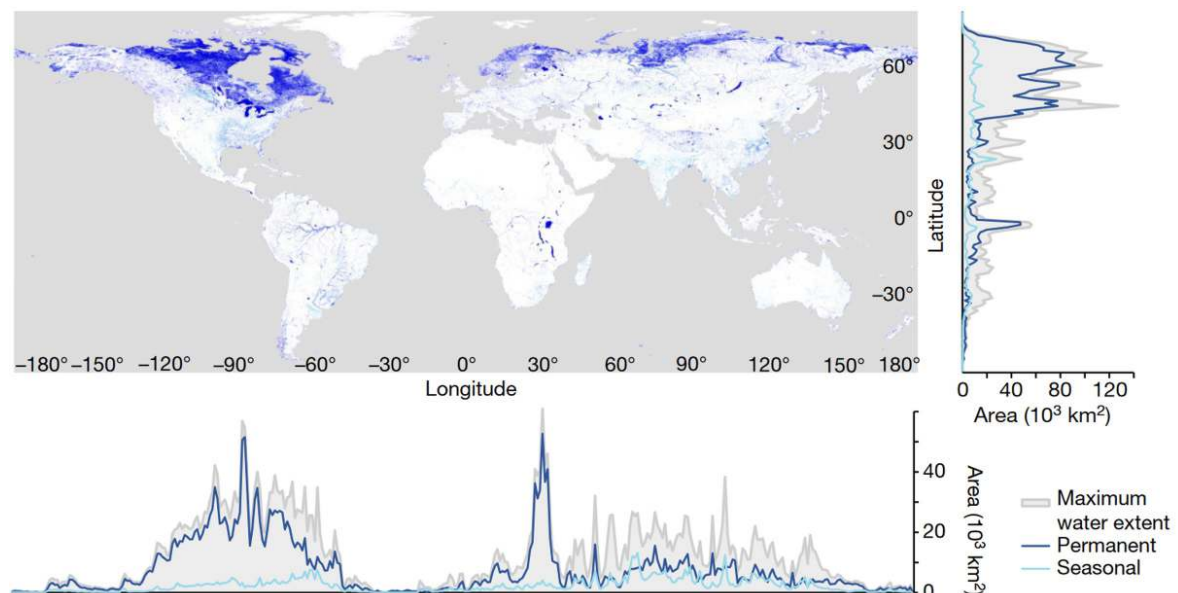 60°
30°
0°
–30°
Latitude
–180° –150° –120° –90° –60° –30° 0° 30° 60° 90° 120° 150° 180°
Longitude
0 40 80 120
Area (10³ km²)
40
20
0
Area (10³ km²)
Maximum
water extent
Permanent
Seasonal